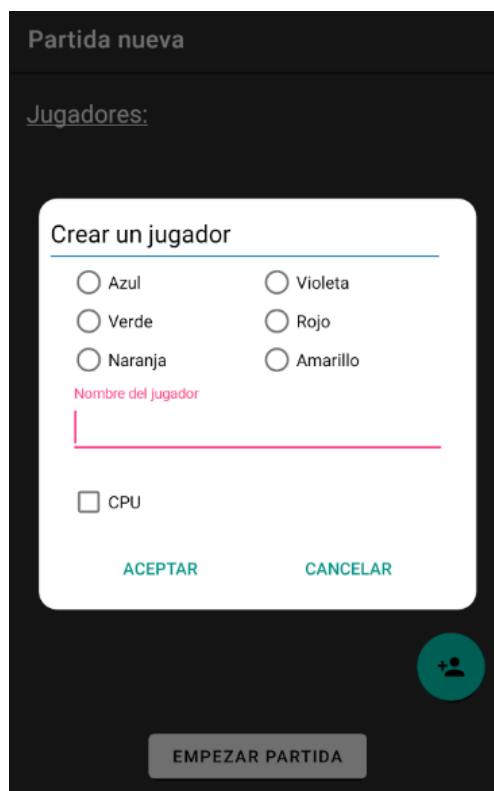 Partida nueva
Jugadores:
Crear un jugador
Azul Violeta
Verde Rojo
Naranja Amarillo
Nombre del jugador
CPU
ACEPTAR CANCELAR
EMPEZAR PARTIDA